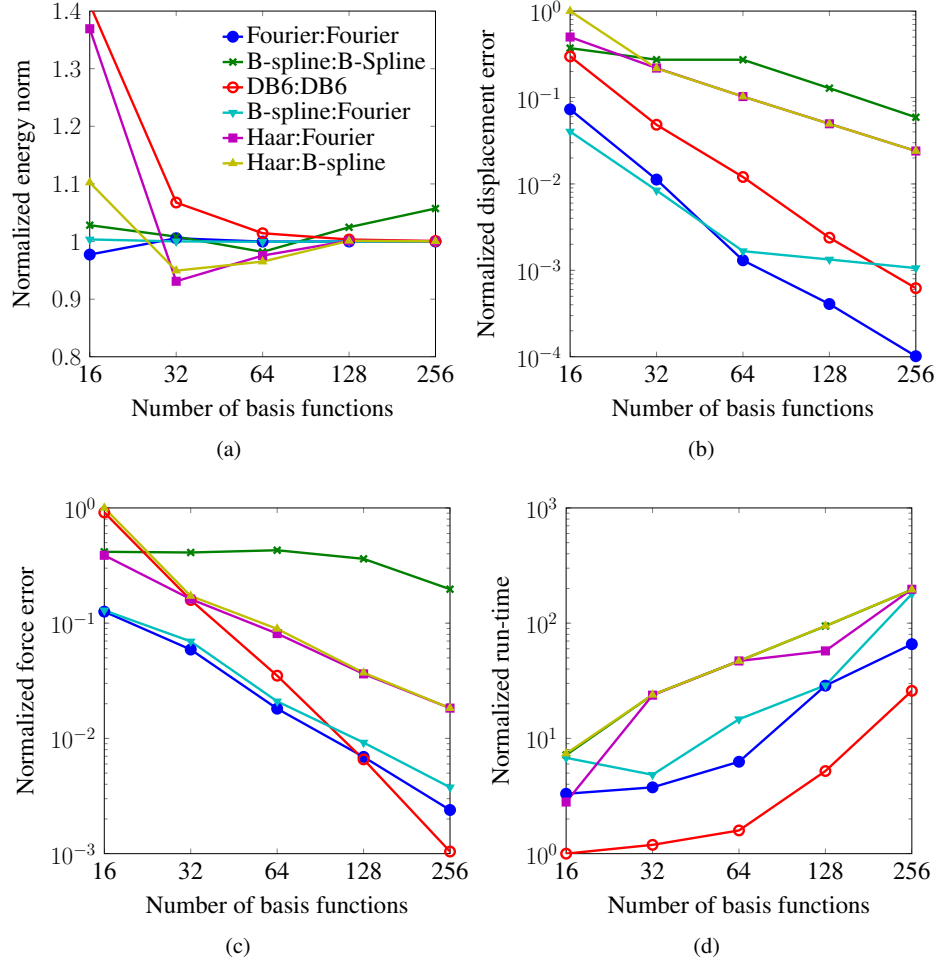 1.4
1.3
1.2
1.1
1
0.9
0.8
Normalized energy norm
Fourier:Fourier
B-spline:B-Spline
DB6:DB6
B-spline:Fourier
Haar:Fourier
Haar:B-spline
16 32 64 128 256
Number of basis functions
(a)
10^0
10^-1
10^-2
10^-3
10^-4
Normalized displacement error
16 32 64 128 256
Number of basis functions
(b)
10^0
10^-1
10^-2
10^-3
Normalized force error
16 32 64 128 256
Number of basis functions
(c)
10^3
10^2
10^1
10^0
Normalized run-time
16 32 64 128 256
Number of basis functions
(d)